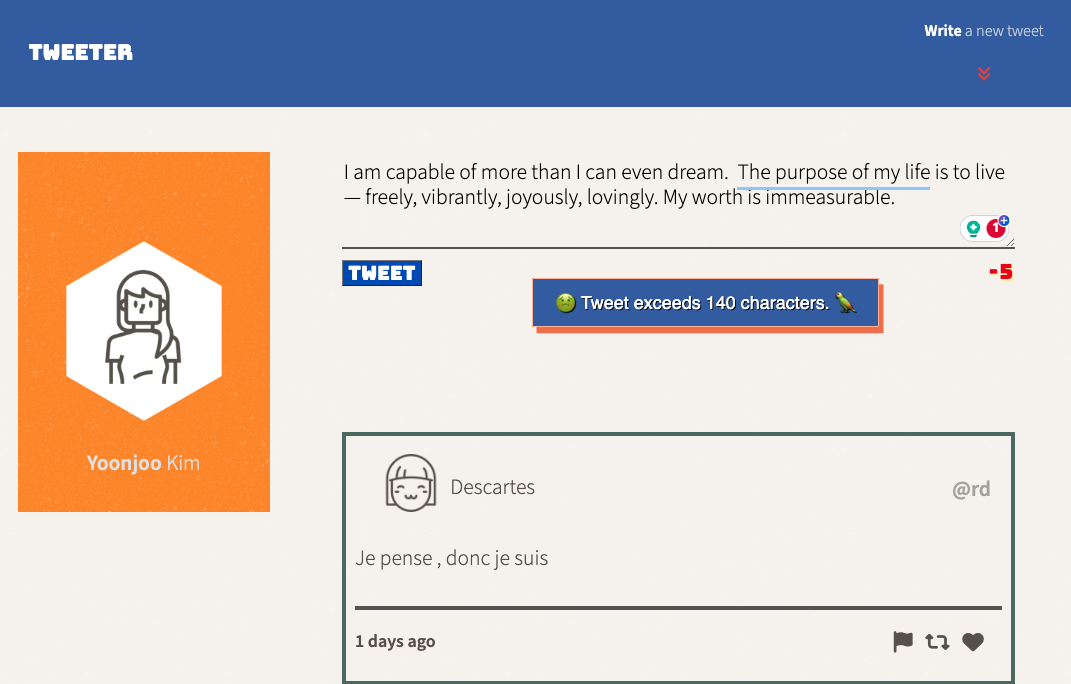 TWEETER
Write a new tweet
I am capable of more than I can even dream.  The purpose of my life is to live
— freely, vibrantly, joyously, lovingly. My worth is immeasurable.
1
TWEET
-5
🤢 Tweet exceeds 140 characters. 🦜
Yoonjoo Kim
Descartes
@rd
Je pense , donc je suis
1 days ago